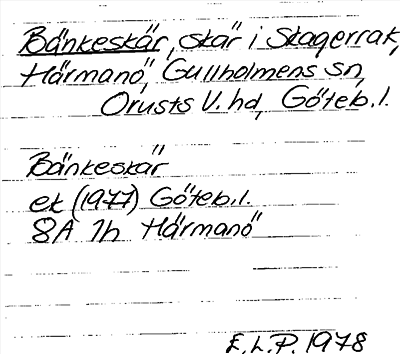 Bänkeskär, skär i Skagerrak,
Härmanö, Gullholmens sn,
Orusts V. hd, Göteb. l.
Bänkeskär
ek (1977) Göteb. l.
8A 1h Härmanö
E.L.P. 1978